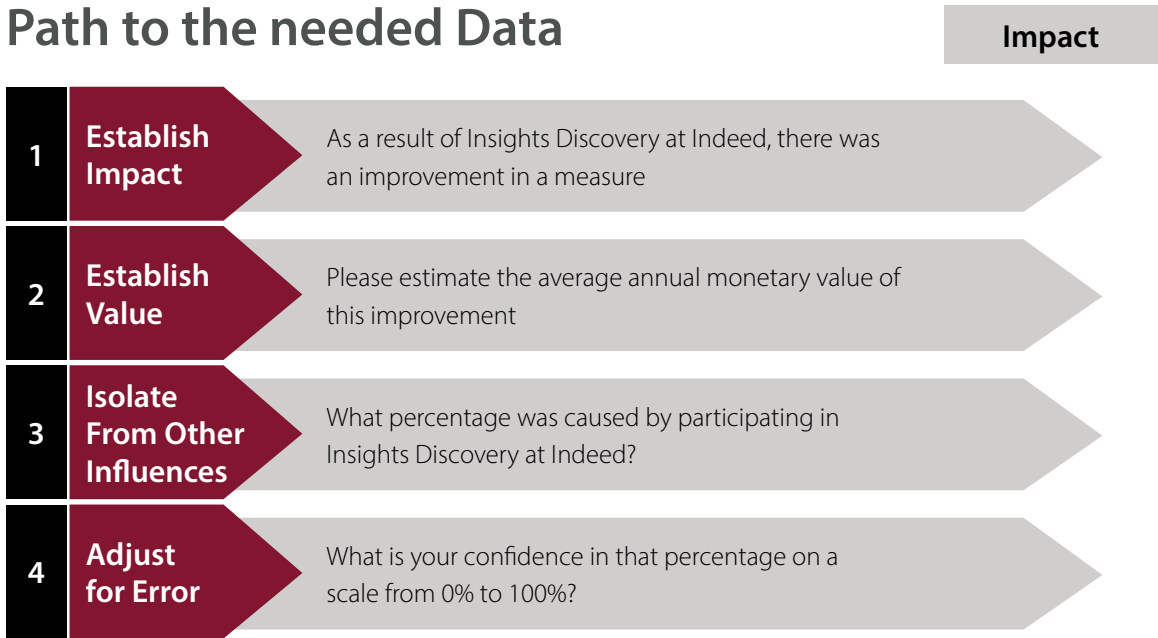 Path to the needed Data
Impact
1
Establish
Impact
As a result of Insights Discovery at Indeed, there was
an improvement in a measure
2
Establish
Value
Please estimate the average annual monetary value of
this improvement
3
Isolate
From Other
Influences
What percentage was caused by participating in
Insights Discovery at Indeed?
4
Adjust
for Error
What is your confidence in that percentage on a
scale from 0% to 100%?